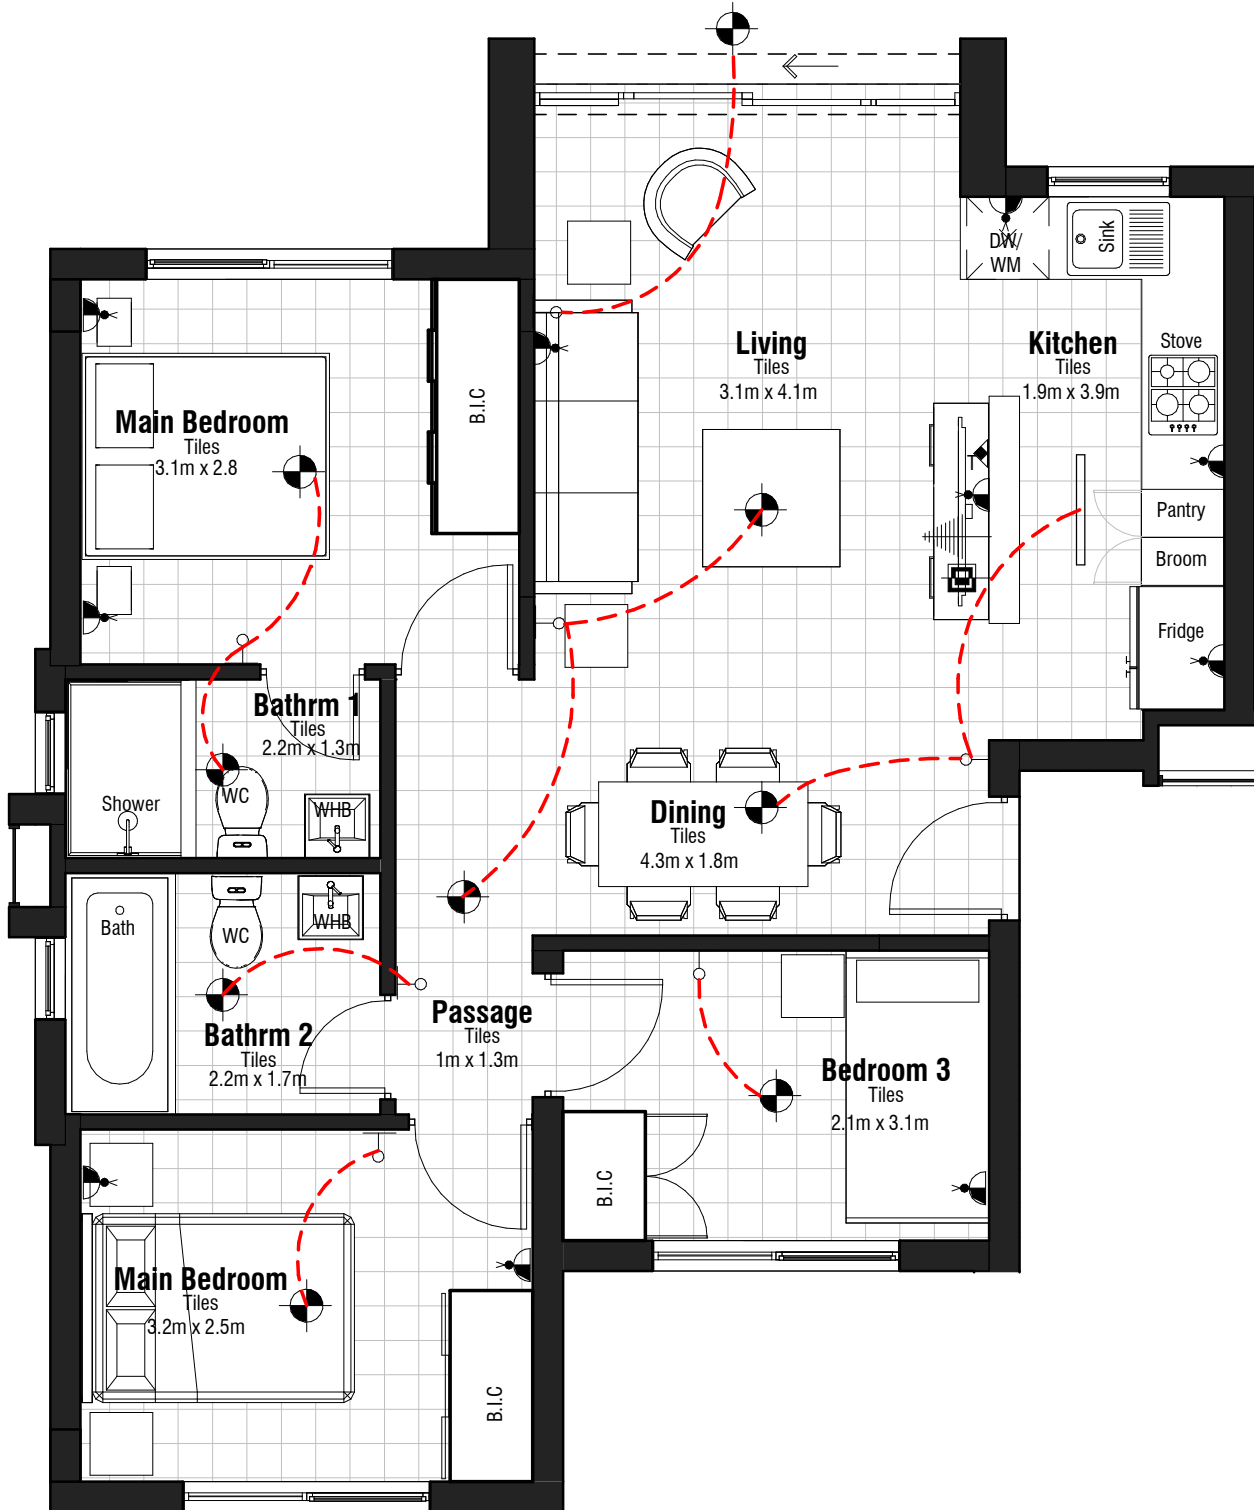 DW/
WM
Sink
Living
Tiles
3.1m x 4.1m
Kitchen
Tiles
1.9m x 3.9m
Stove
B.I.C
Main Bedroom
Tiles
3.1m x 2.8
Pantry
Broom
Fridge
Bathrm 1
Tiles
2.2m x 1.3m
Shower
WC
WHB
Dining
Tiles
4.3m x 1.8m
Bath
WC
WHB
Bathrm 2
Tiles
2.2m x 1.7m
Passage
Tiles
1m x 1.3m
Bedroom 3
Tiles
2.1m x 3.1m
B.I.C
Main Bedroom
Tiles
3.2m x 2.5m
B.I.C